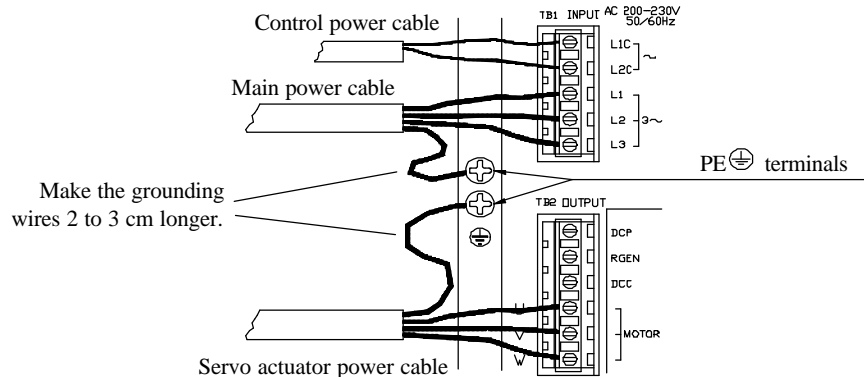 Control power cable
TB1 INPUT
AC 200-230V
50/60Hz
L1C
L2C
Main power cable
L1
L2
3~
L3
PE terminals
Make the grounding
wires 2 to 3 cm longer.
TB2 OUTPUT
DCP
RGEN
DCC
U
V
MOTOR
W
Servo actuator power cable